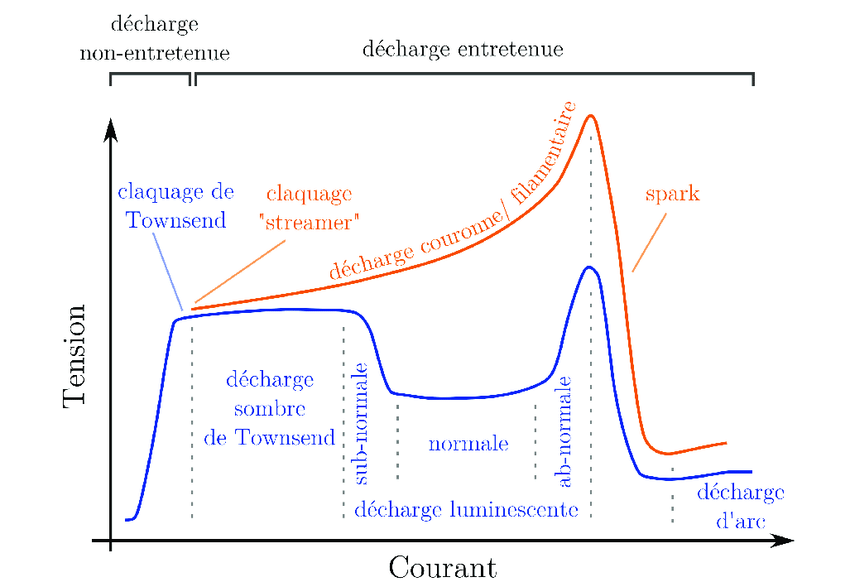 décharge
non-entretenue
décharge entretenue
claquage de
Townsend
claquage
"streamer"
décharge couronne/ filamentaire
spark
Tension
décharge
sombre
de Townsend
sub-normale
normale
ab-normale
décharge luminescente
décharge
d'arc
Courant